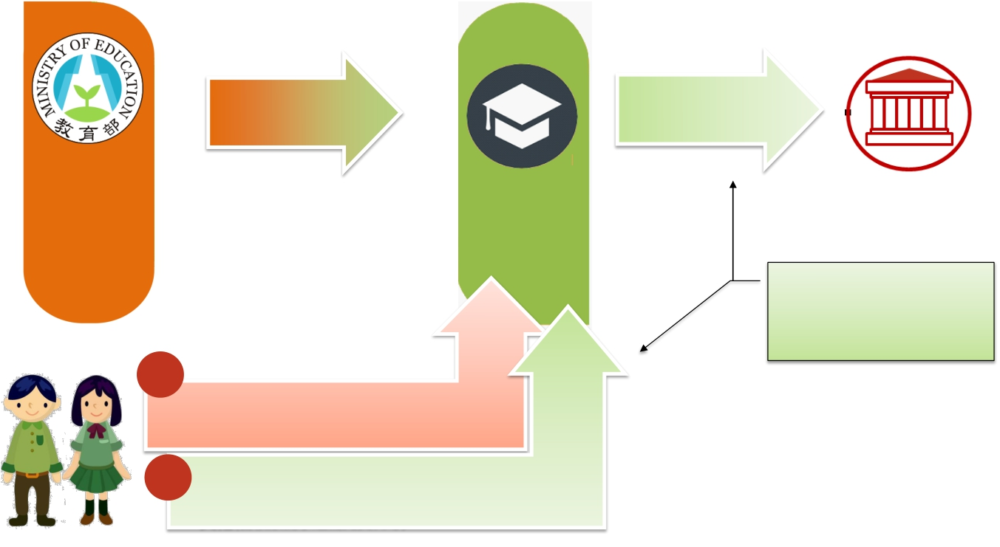 MINISTRY OF EDUCATION
教育部